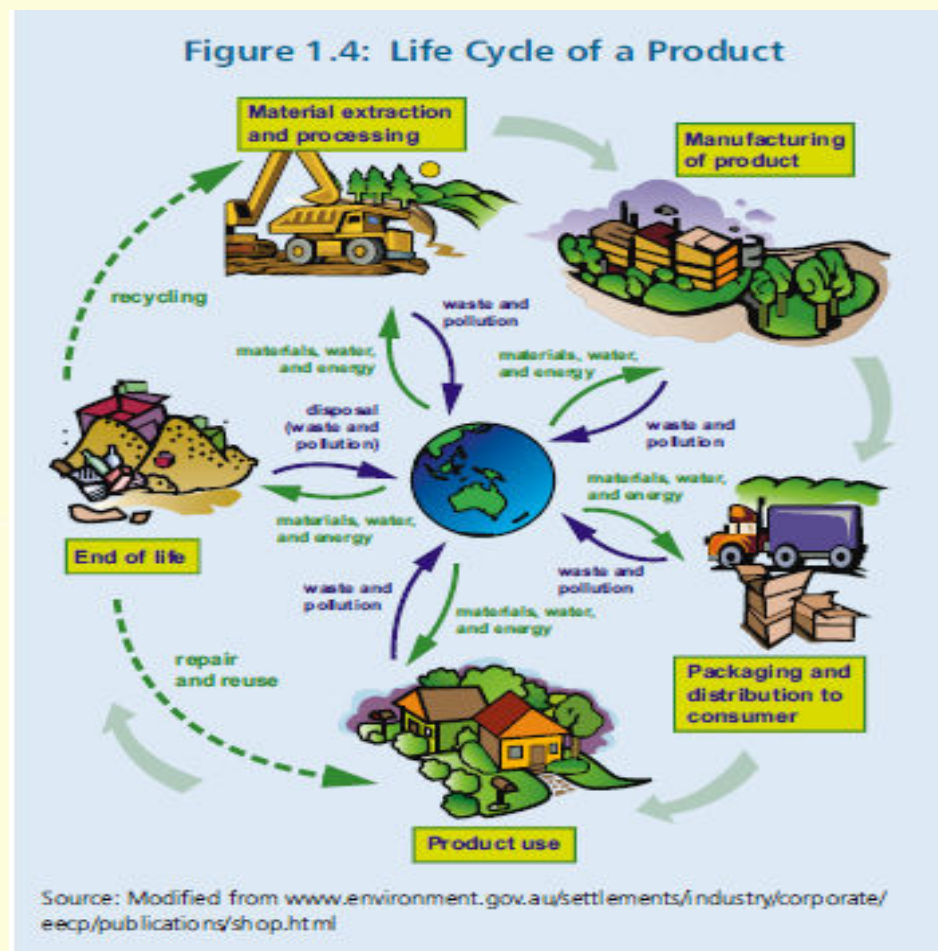 Figure 1.4: Life Cycle of a Product
Material extraction
and processing
Manufacturing
of product
recycling
waste and
pollution
materials, water,
and energy
materials, water,
and energy
disposal
(waste and
pollution)
waste and
pollution
materials, water,
and energy
materials, water,
and energy
End of life
waste and
pollution
waste and
pollution
materials, water,
and energy
repair
and reuse
Packaging and
distribution to
consumer
Product use
Source: Modified from www.environment.gov.au/settlements/industry/corporate/
eecp/publications/shop.html